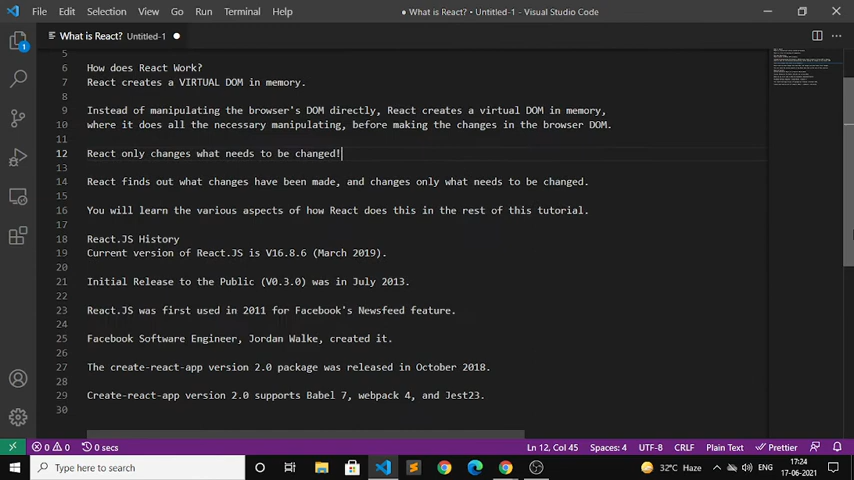 File Edit Selection View Go Run Terminal Help
● What is React? • Untitled-1 - Visual Studio Code
What is React? Untitled-1 ●
5
6 How does React Work?
7 React creates a VIRTUAL DOM in memory.
8
9 Instead of manipulating the browser's DOM directly, React creates a virtual DOM in memory,
10 where it does all the necessary manipulating, before making the changes in the browser DOM.
11
12 React only changes what needs to be changed!
13
14 React finds out what changes have been made, and changes only what needs to be changed.
15
16 You will learn the various aspects of how React does this in the rest of this tutorial.
17
18 React.JS History
19 Current version of React.JS is V16.8.6 (March 2019).
20
21 Initial Release to the Public (V0.3.0) was in July 2013.
22
23 React.JS was first used in 2011 for Facebook's Newsfeed feature.
24
25 Facebook Software Engineer, Jordan Walke, created it.
26
27 The create-react-app version 2.0 package was released in October 2018.
28
29 Create-react-app version 2.0 supports Babel 7, webpack 4, and Jest23.
30
0 0 0 secs Ln 12, Col 45 Spaces: 4 UTF-8 CRLF Plain Text Prettier
Type here to search 32°C Haze ENG 17:24
17-06-2021
1